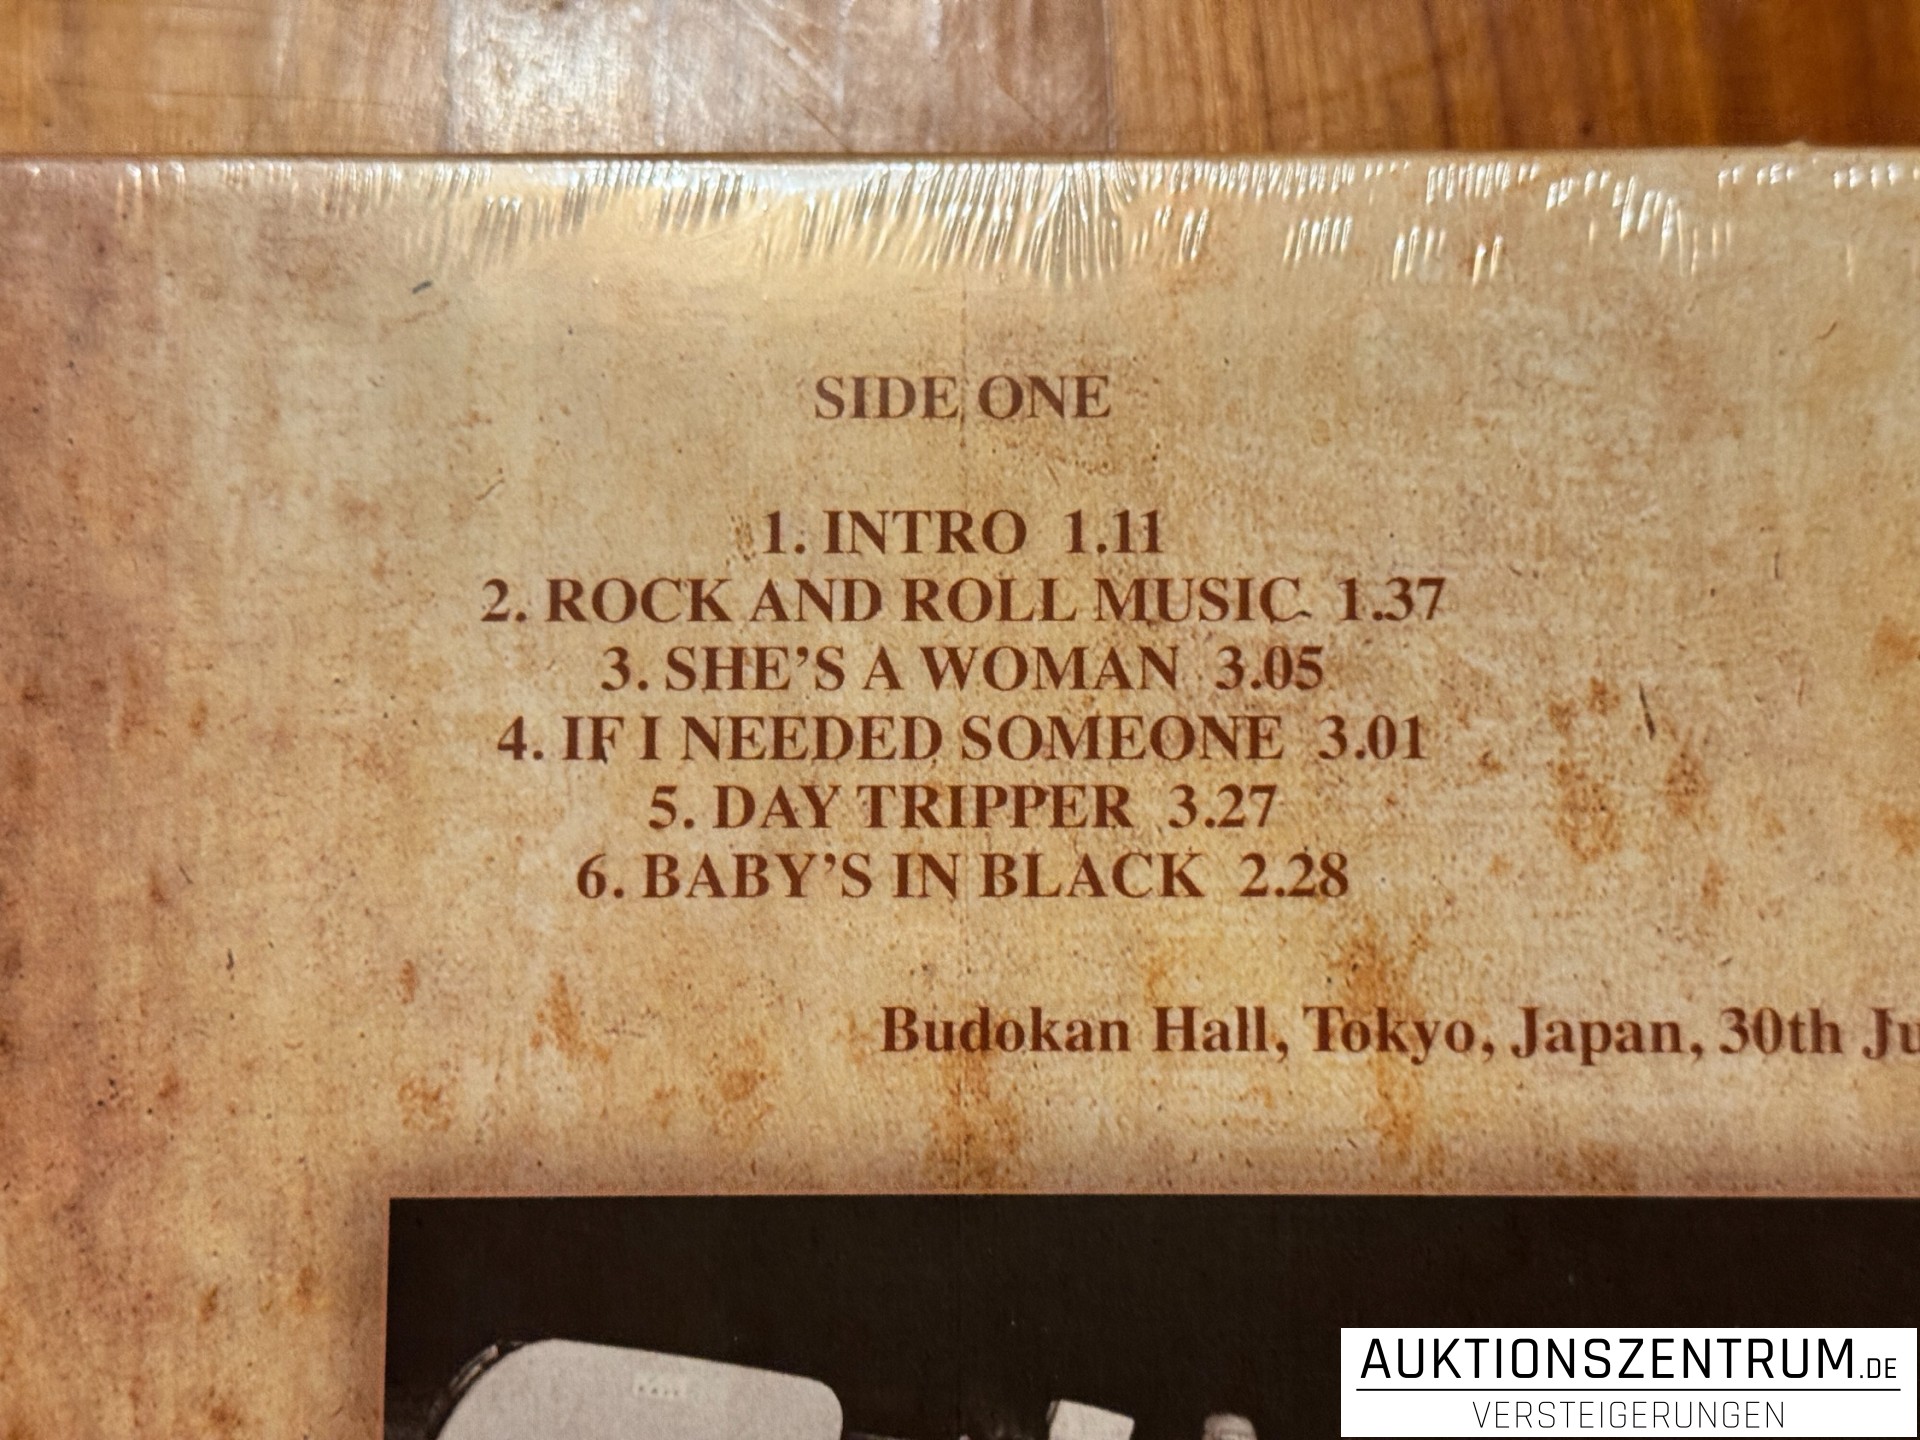 SIDE ONE
1. INTRO 1.11
2. ROCK AND ROLL MUSIC 1.37
3. SHE'S A WOMAN 3.05
4. IF I NEEDED SOMEONE 3.01
5. DAY TRIPPER 3.27
6. BABY'S IN BLACK 2.28
Budokan Hall, Tokyo, Japan, 30th Ju
AUKTIONSZENTRUM.DE
VERSTEIGERUNGEN